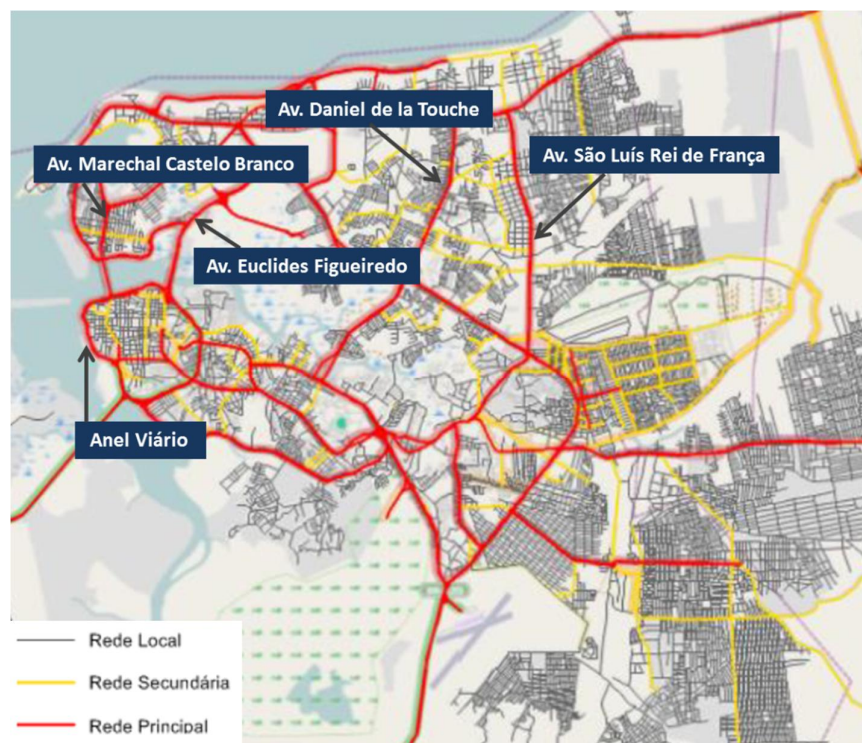 Av. Daniel de la Touche
Av. São Luís Rei de França
Av. Marechal Castelo Branco
Av. Euclides Figueiredo
Anel Viário
Rede Local
Rede Secundária
Rede Principal